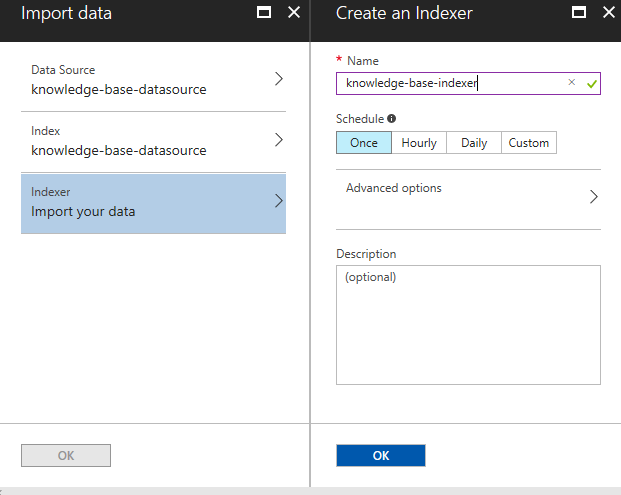 Import data
Data Source
knowledge-base-datasource
Index
knowledge-base-datasource
Indexer
Import your data
OK
Create an Indexer
* Name
knowledge-base-indexer
Schedule
Once Hourly Daily Custom
Advanced options
Description
(optional)
OK